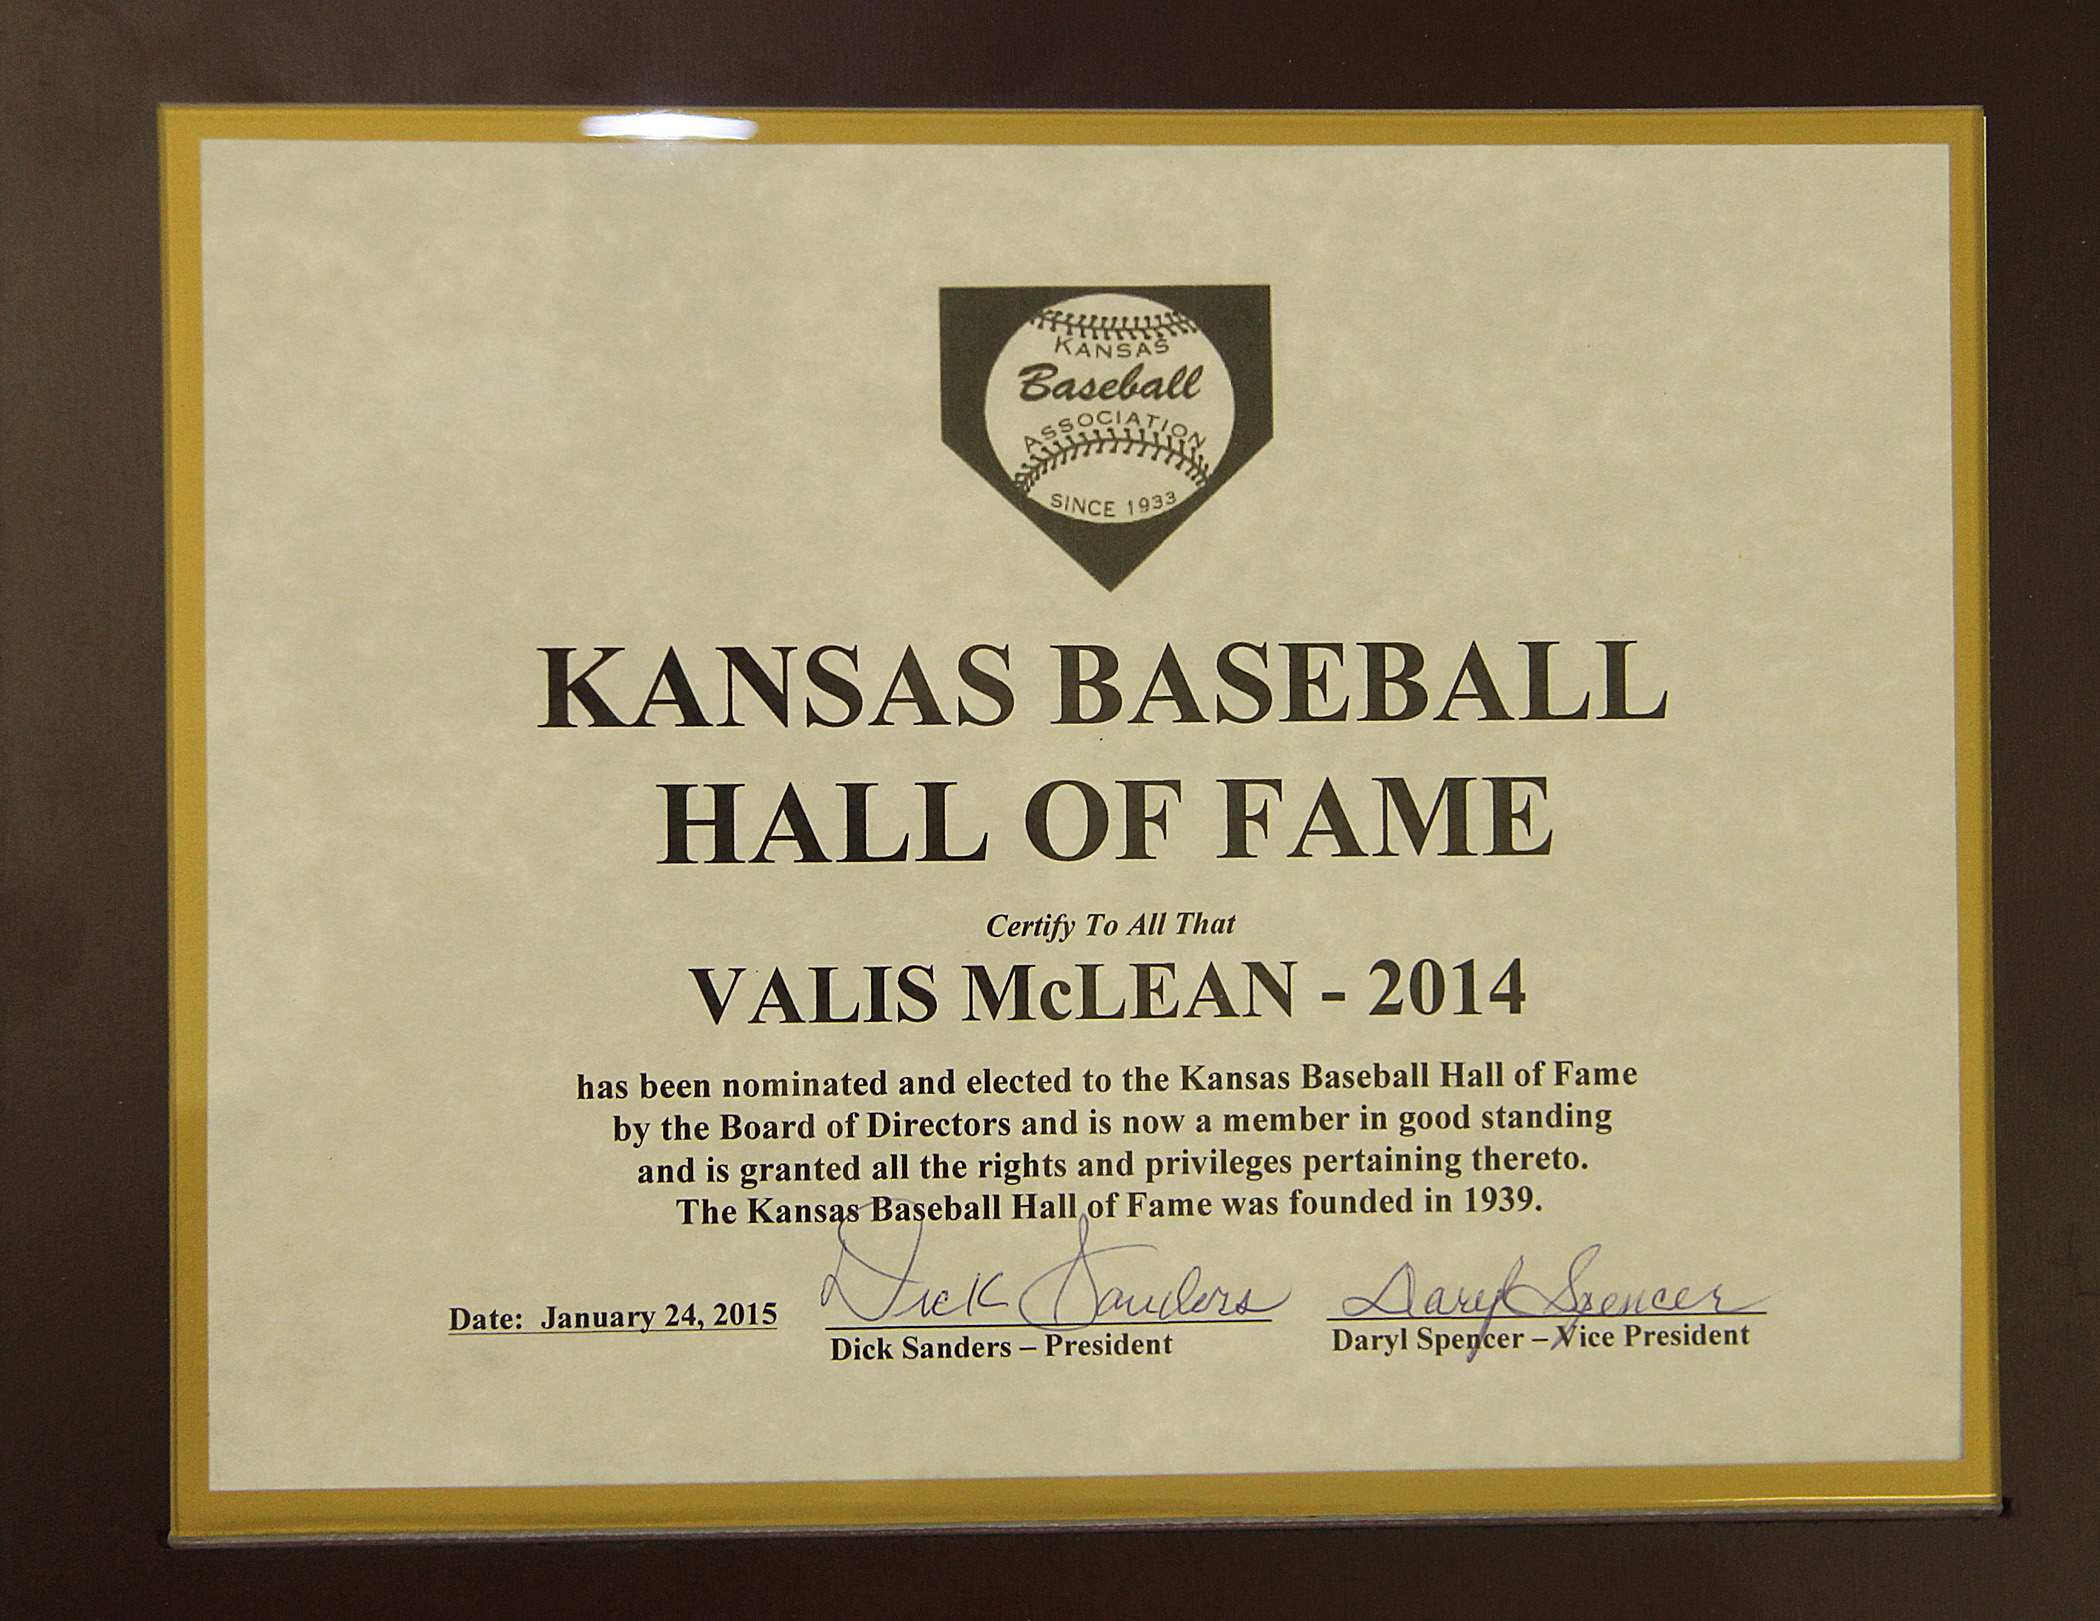 KANSAS
Baseball
ASSOCIATION
SINCE 1933
KANSAS BASEBALL
HALL OF FAME
Certify To All That
VALIS McLEAN - 2014
has been nominated and elected to the Kansas Baseball Hall of Fame
by the Board of Directors and is now a member in good standing
and is granted all the rights and privileges pertaining thereto.
The Kansas Baseball Hall of Fame was founded in 1939.
Dick Sanders Daryl Spencer
Date: January 24, 2015
Dick Sanders – President Daryl Spencer – Vice President